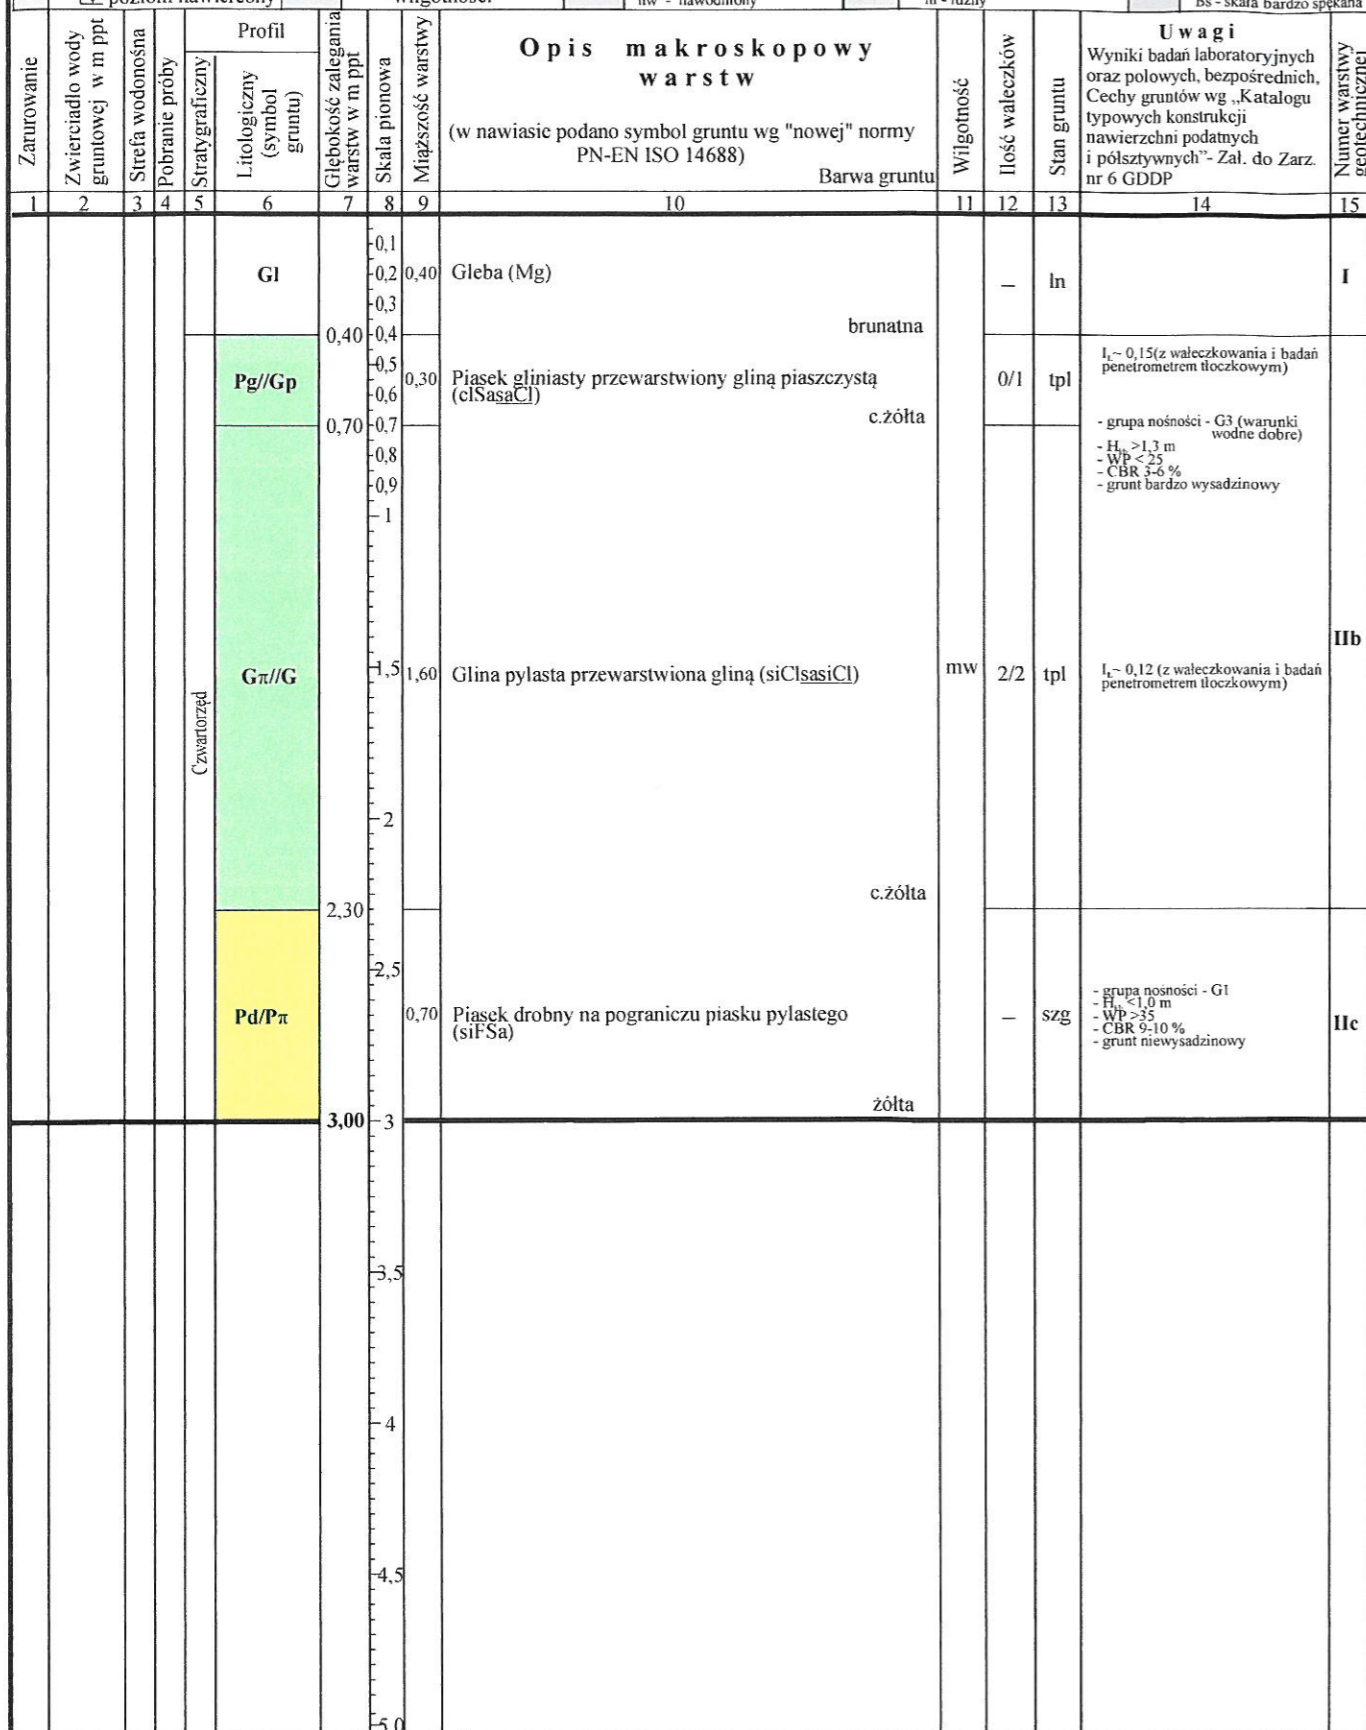 poziom nawiercony
wilgotności
nw - nawodniony
bs - skała bardzo spękana
Zarurowanie
Zwierciadło wody
gruntowej w m ppt
Strefa wodonośna
Pobranie próby
Profil
Stratygraficzny
Litologiczny
(symbol
gruntu)
Głębokość zalegania
warstw w m ppt
Skala pionowa
Miąższość warstwy
Opis makroskopowy
warstw
(w nawiasie podano symbol gruntu wg "nowej" normy
PN-EN ISO 14688)
Barwa gruntu
Wilgotność
Ilość wałeczków
Stan gruntu
Uwagi
Wyniki badań laboratoryjnych
oraz polowych, bezpośrednich,
Cechy gruntów wg „Katalogu
typowych konstrukcji
nawierzchni podatnych
i półsztywnych”- Zał. do Zarz.
nr 6 GDDP
Numer warstwy
geotechnicznej
1 2 3 4 5 6 7 8 9 10 11 12 13 14 15
0,1
Gl 0,2 0,40 Gleba (Mg) – ln I
0,3
brunatna
0,40 0,4
0,5
Pg//Gp 0,30 Piasek gliniasty przewarstwiony gliną piaszczystą 0/1 tpl
0,6 (clSasaCl)
I_L~ 0,15(z wałeczkowania i badań
penetrometrem tłoczkowym)
c.żółta
0,70 0,7
0,8
0,9
1
- grupa nośności - G3 (warunki
wodne dobre)
- H >1,3 m
- WP < 25
- CBR 3-6 %
- grunt bardzo wysadzinowy
IIb
Czwartorzęd
Gπ//G 1,5 1,60 Glina pylasta przewarstwiona gliną (siClsasiCl) mw 2/2 tpl
I_L~ 0,12 (z wałeczkowania i badań
penetrometrem tłoczkowym)
2
c.żółta
2,30
2,5
Pd/Pπ 0,70 Piasek drobny na pograniczu piasku pylastego – szg
(siFSa)
- grupa nośności - G1
- H <1,0 m
- WP >35
- CBR 9-10 %
- grunt niewysadzinowy
IIc
żółta
3,00 3
3,5
4
4,5
5,0